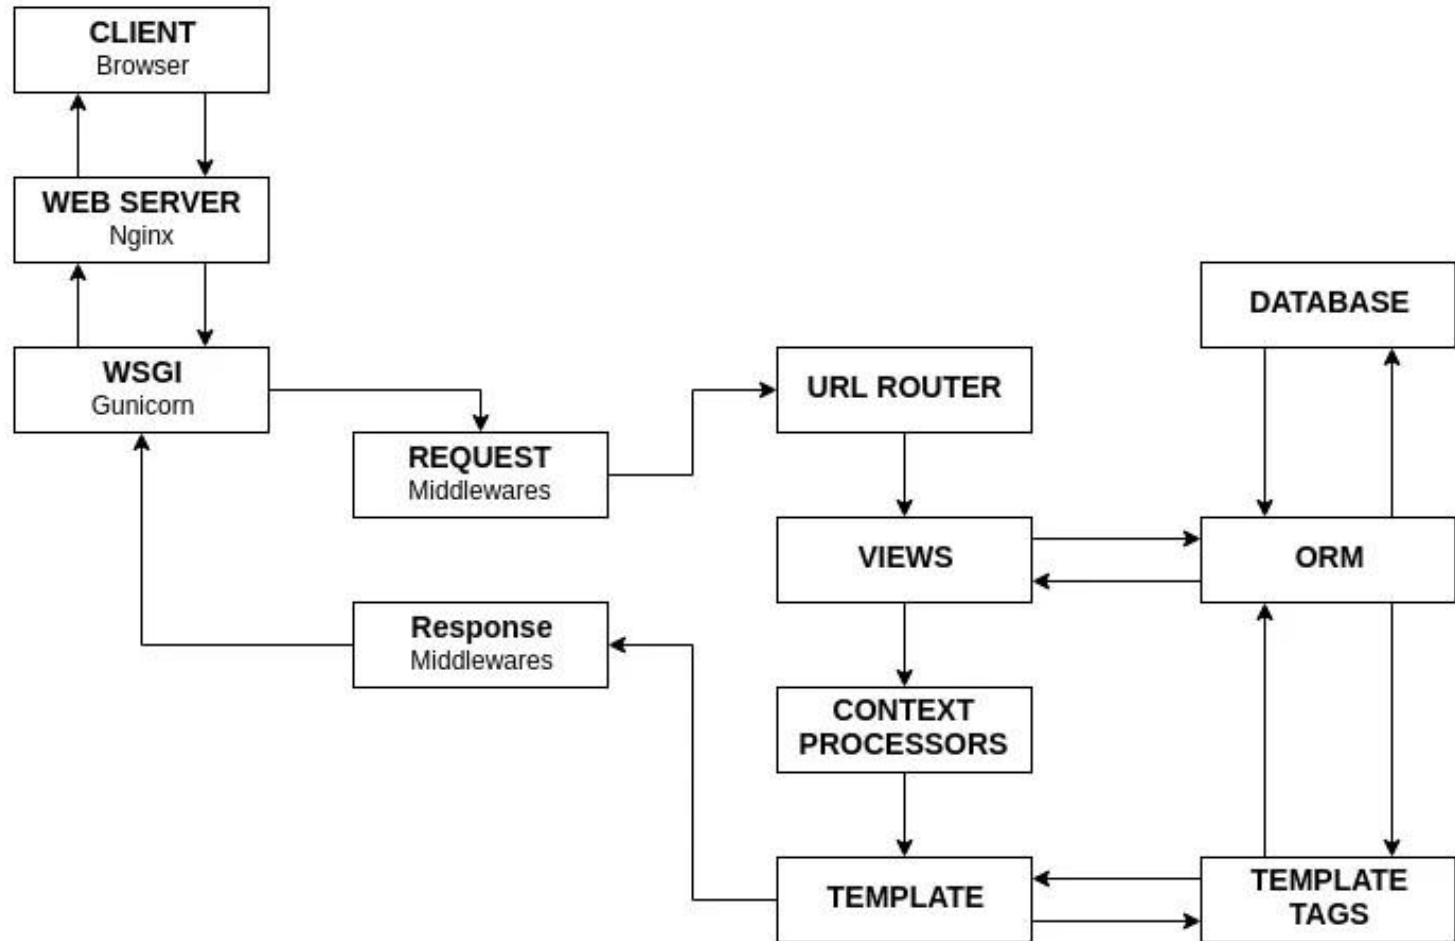 CLIENT
Browser
WEB SERVER
Nginx
WSGI
Gunicorn
REQUEST
Middlewares
Response
Middlewares
URL ROUTER
VIEWS
CONTEXT
PROCESSORS
TEMPLATE
DATABASE
ORM
TEMPLATE
TAGS